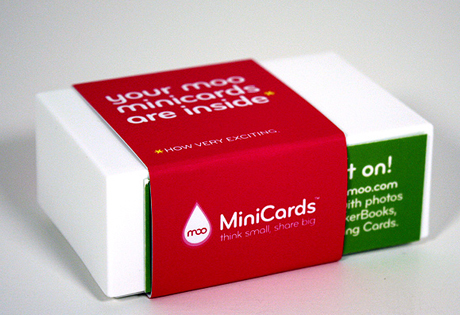 your moo
minicards
are inside*
*HOW VERY EXCITING.
moo
MiniCards™
think small, share big
t on!
moo.com
ith photos
kerBooks,
ng Cards.